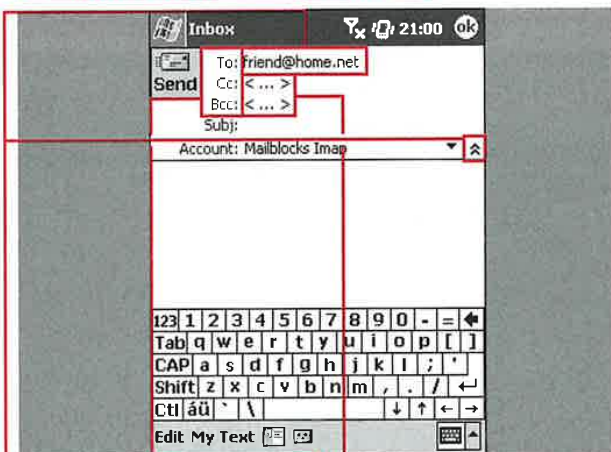 Inbox 21:00 ok
Send
To: friend@home.net
Cc: < ... >
Bcc: < ... >
Subj:
Account: Mailblocks Imap
123 1 2 3 4 5 6 7 8 9 0 - =
Tab q w e r t y u i o p [ ]
CAP a s d f g h j k l ; '
Shift z x c v b n m , . /
Ctl áü ` \ ↓ ↑ ← →
Edit My Text